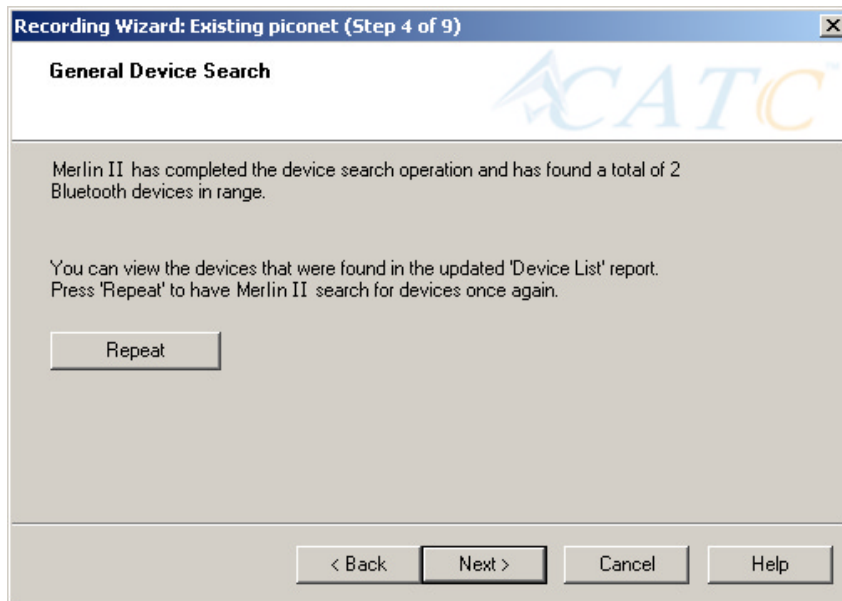 Recording Wizard: Existing piconet (Step 4 of 9)
General Device Search
CATC
Merlin II has completed the device search operation and has found a total of 2
Bluetooth devices in range.
You can view the devices that were found in the updated 'Device List' report.
Press 'Repeat' to have Merlin II search for devices once again.
Repeat
< Back
Next >
Cancel
Help